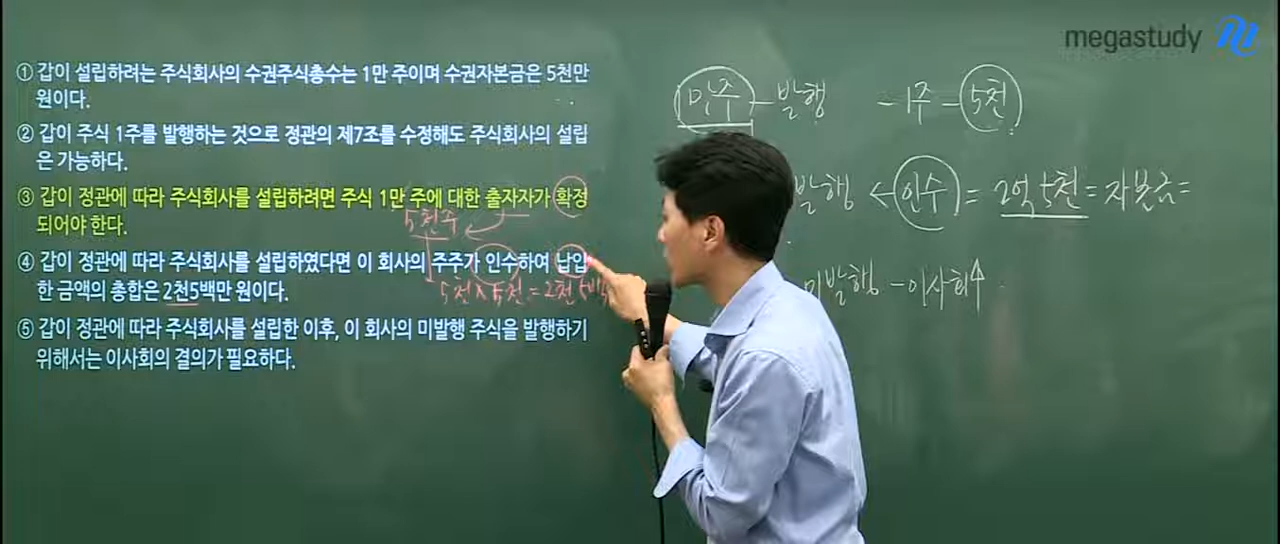 megastudy
① 갑이 설립하려는 주식회사의 수권주식총수는 1만 주이며 수권자본금은 5천만
원이다.
② 갑이 주식 1주를 발행하는 것으로 정관의 제7조를 수정해도 주식회사의 설립
은 가능하다.
③ 갑이 정관에 따라 주식회사를 설립하려면 주식 1만 주에 대한 출자자가 확정
되어야 한다.
5천주
④ 갑이 정관에 따라 주식회사를 설립하였다면 이 회사의 주주가 인수하여 납입
한 금액의 총합은 2천5백만 원이다.
5천×5천=2천5백
⑤ 갑이 정관에 따라 주식회사를 설립한 이후, 이 회사의 미발행 주식을 발행하기
위해서는 이사회의 결의가 필요하다.
만주 - 발행 - 1주 - 5천
발행 ← 인수 = 2억 5천 = 자본금 =
미발행 - 이사회↑